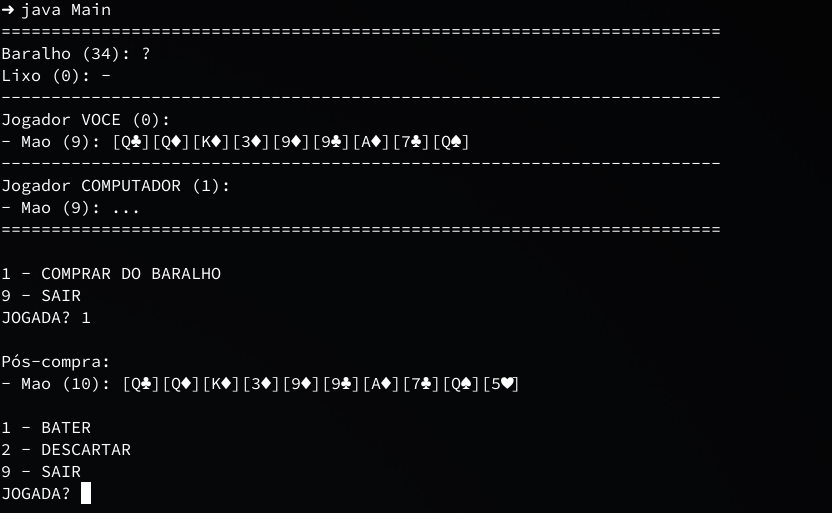 ➜ java Main
========================================================================
Baralho (34): ?
Lixo (0): -
------------------------------------------------------------------------
Jogador VOCE (0):
- Mao (9): [Q♣][Q♦][K♦][3♦][9♦][9♣][A♦][7♣][Q♠]
------------------------------------------------------------------------
Jogador COMPUTADOR (1):
- Mao (9): ...
========================================================================
1 - COMPRAR DO BARALHO
9 - SAIR
JOGADA? 1
Pós-compra:
- Mao (10): [Q♣][Q♦][K♦][3♦][9♦][9♣][A♦][7♣][Q♠][5♥]
1 - BATER
2 - DESCARTAR
9 - SAIR
JOGADA?